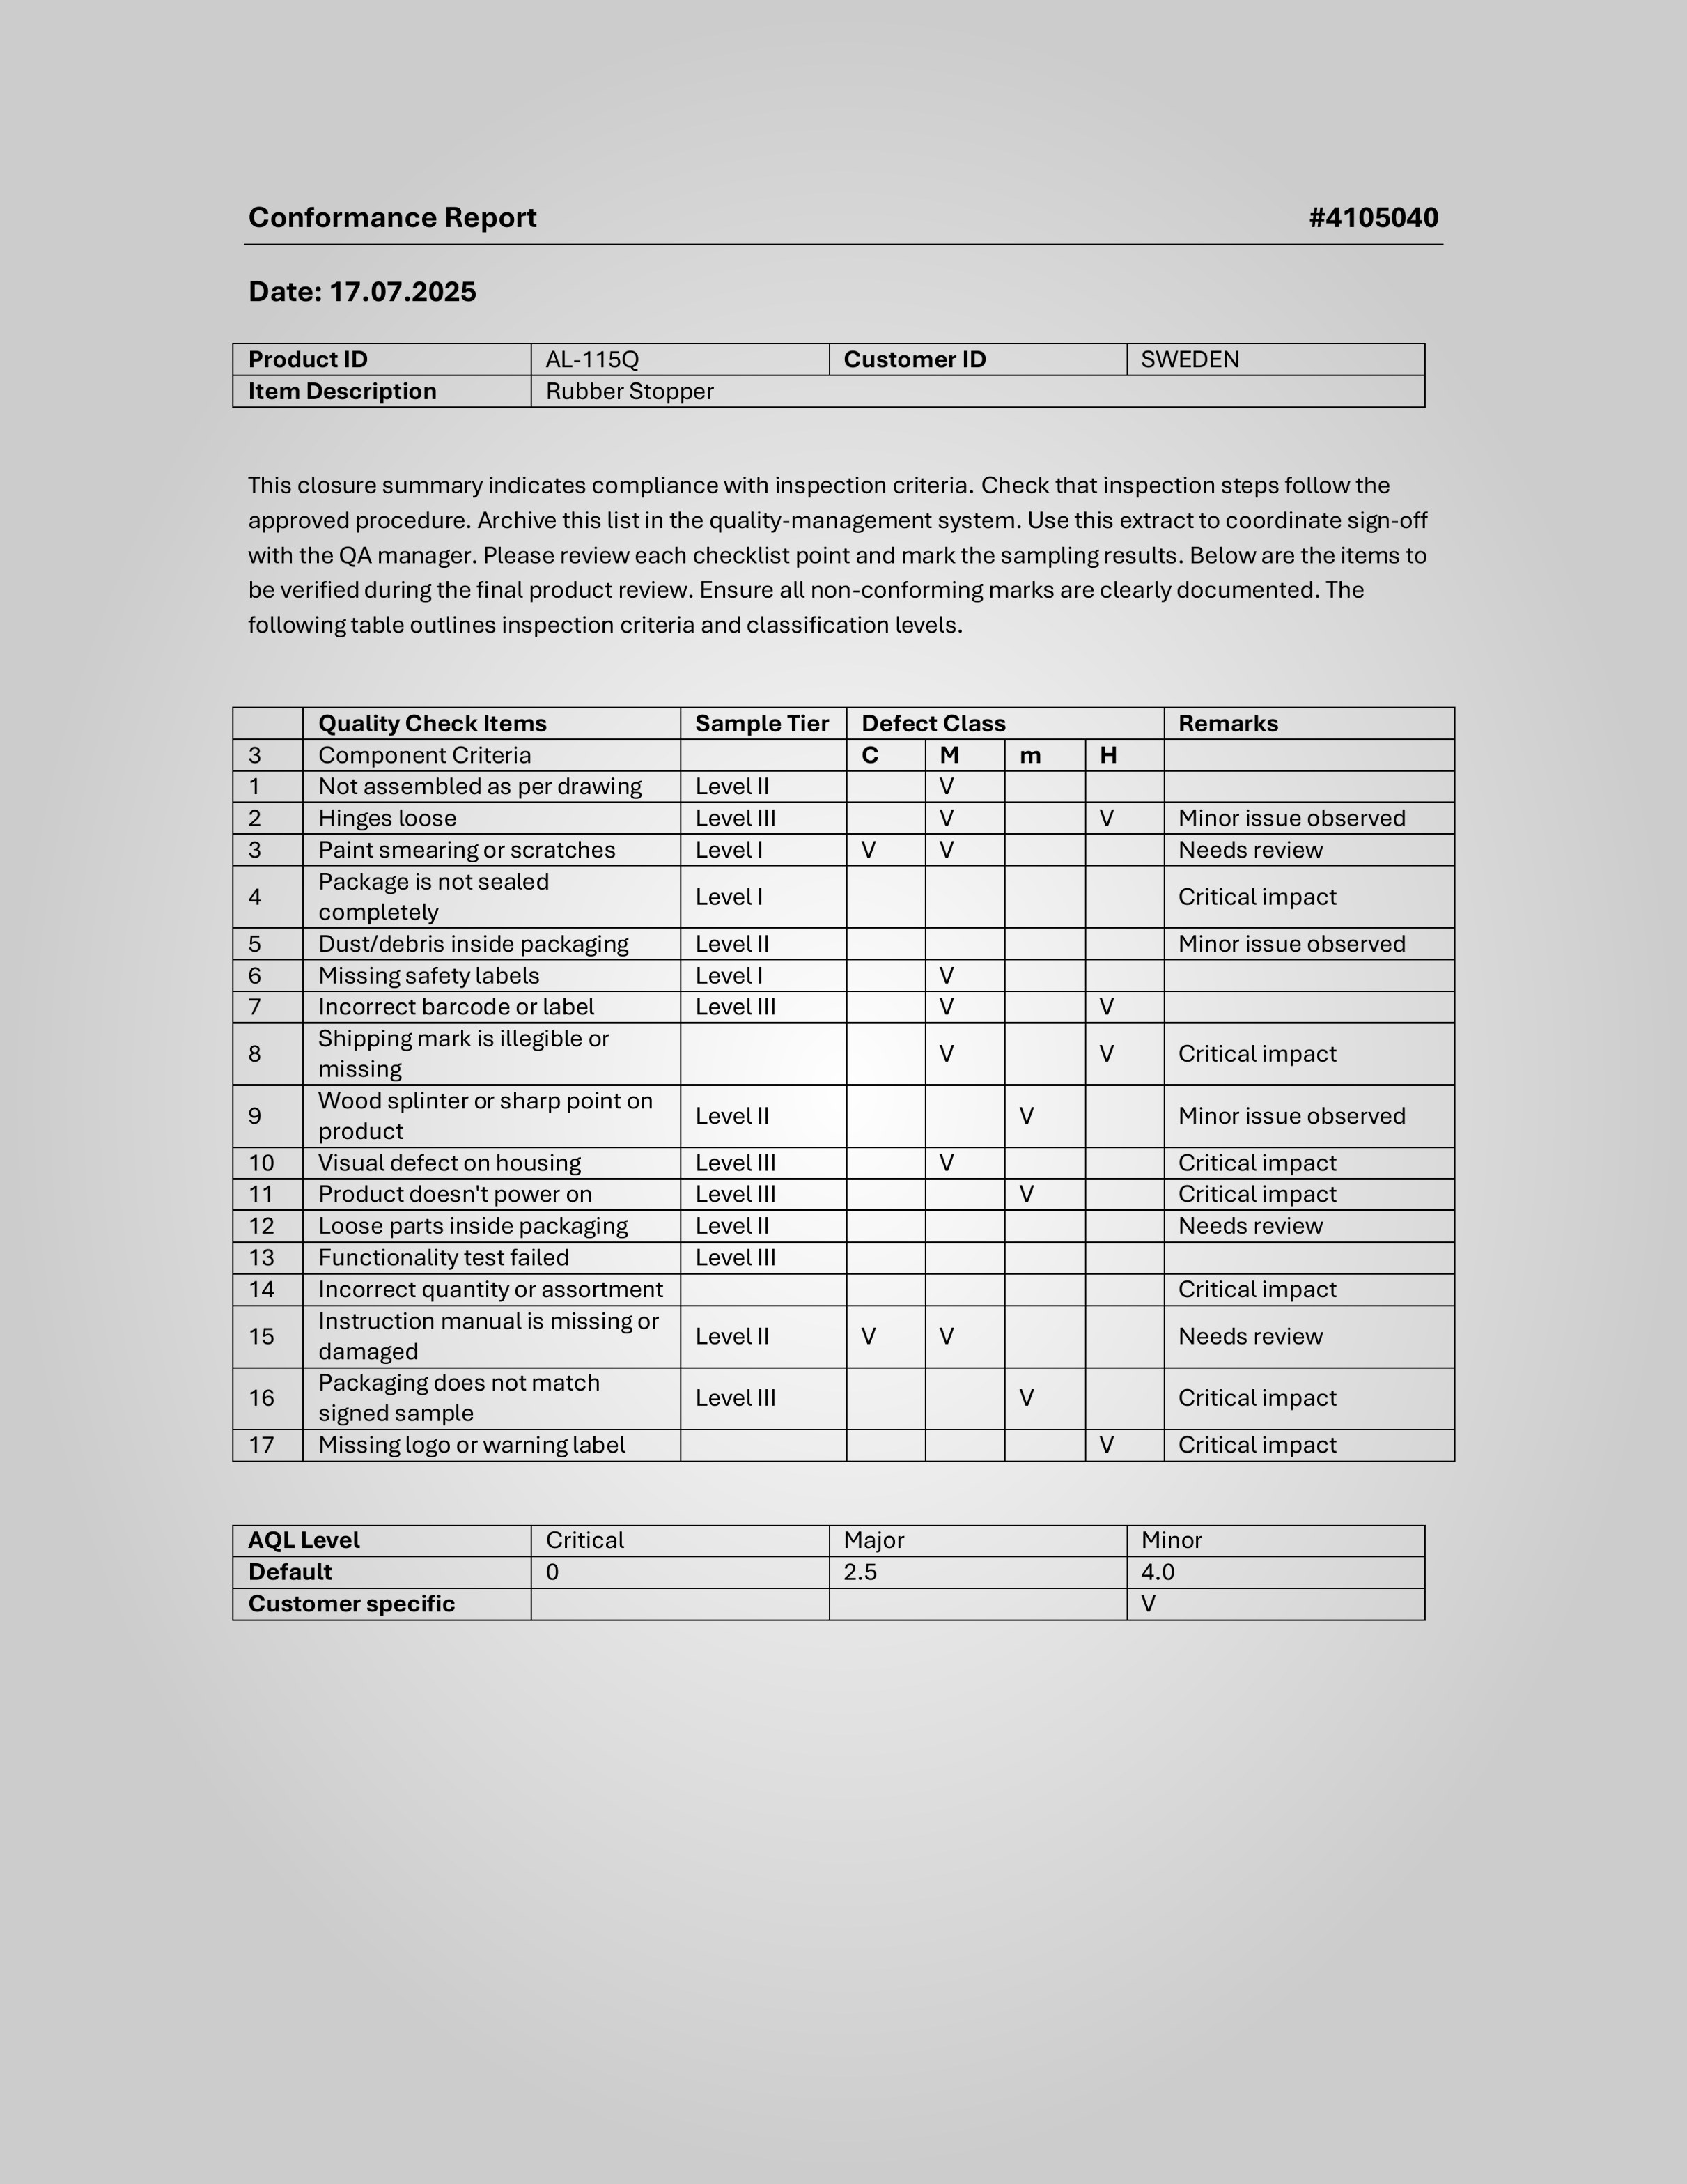 Conformance Report #4105040
Date: 17.07.2025
Product ID AL-115Q Customer ID SWEDEN
Item Description Rubber Stopper
This closure summary indicates compliance with inspection criteria. Check that inspection steps follow the
approved procedure. Archive this list in the quality-management system. Use this extract to coordinate sign-off
with the QA manager. Please review each checklist point and mark the sampling results. Below are the items to
be verified during the final product review. Ensure all non-conforming marks are clearly documented. The
following table outlines inspection criteria and classification levels.
Quality Check Items Sample Tier Defect Class Remarks
3 Component Criteria C M m H
1 Not assembled as per drawing Level II V
2 Hinges loose Level III V V Minor issue observed
3 Paint smearing or scratches Level I V V Needs review
4 Package is not sealed
completely Level I Critical impact
5 Dust/debris inside packaging Level II Minor issue observed
6 Missing safety labels Level I V
7 Incorrect barcode or label Level III V V
8 Shipping mark is illegible or
missing V V Critical impact
9 Wood splinter or sharp point on
product Level II V Minor issue observed
10 Visual defect on housing Level III V Critical impact
11 Product doesn't power on Level III V Critical impact
12 Loose parts inside packaging Level II Needs review
13 Functionality test failed Level III
14 Incorrect quantity or assortment Critical impact
15 Instruction manual is missing or
damaged Level II V V Needs review
16 Packaging does not match
signed sample Level III V Critical impact
17 Missing logo or warning label V Critical impact
AQL Level Critical Major Minor
Default 0 2.5 4.0
Customer specific V